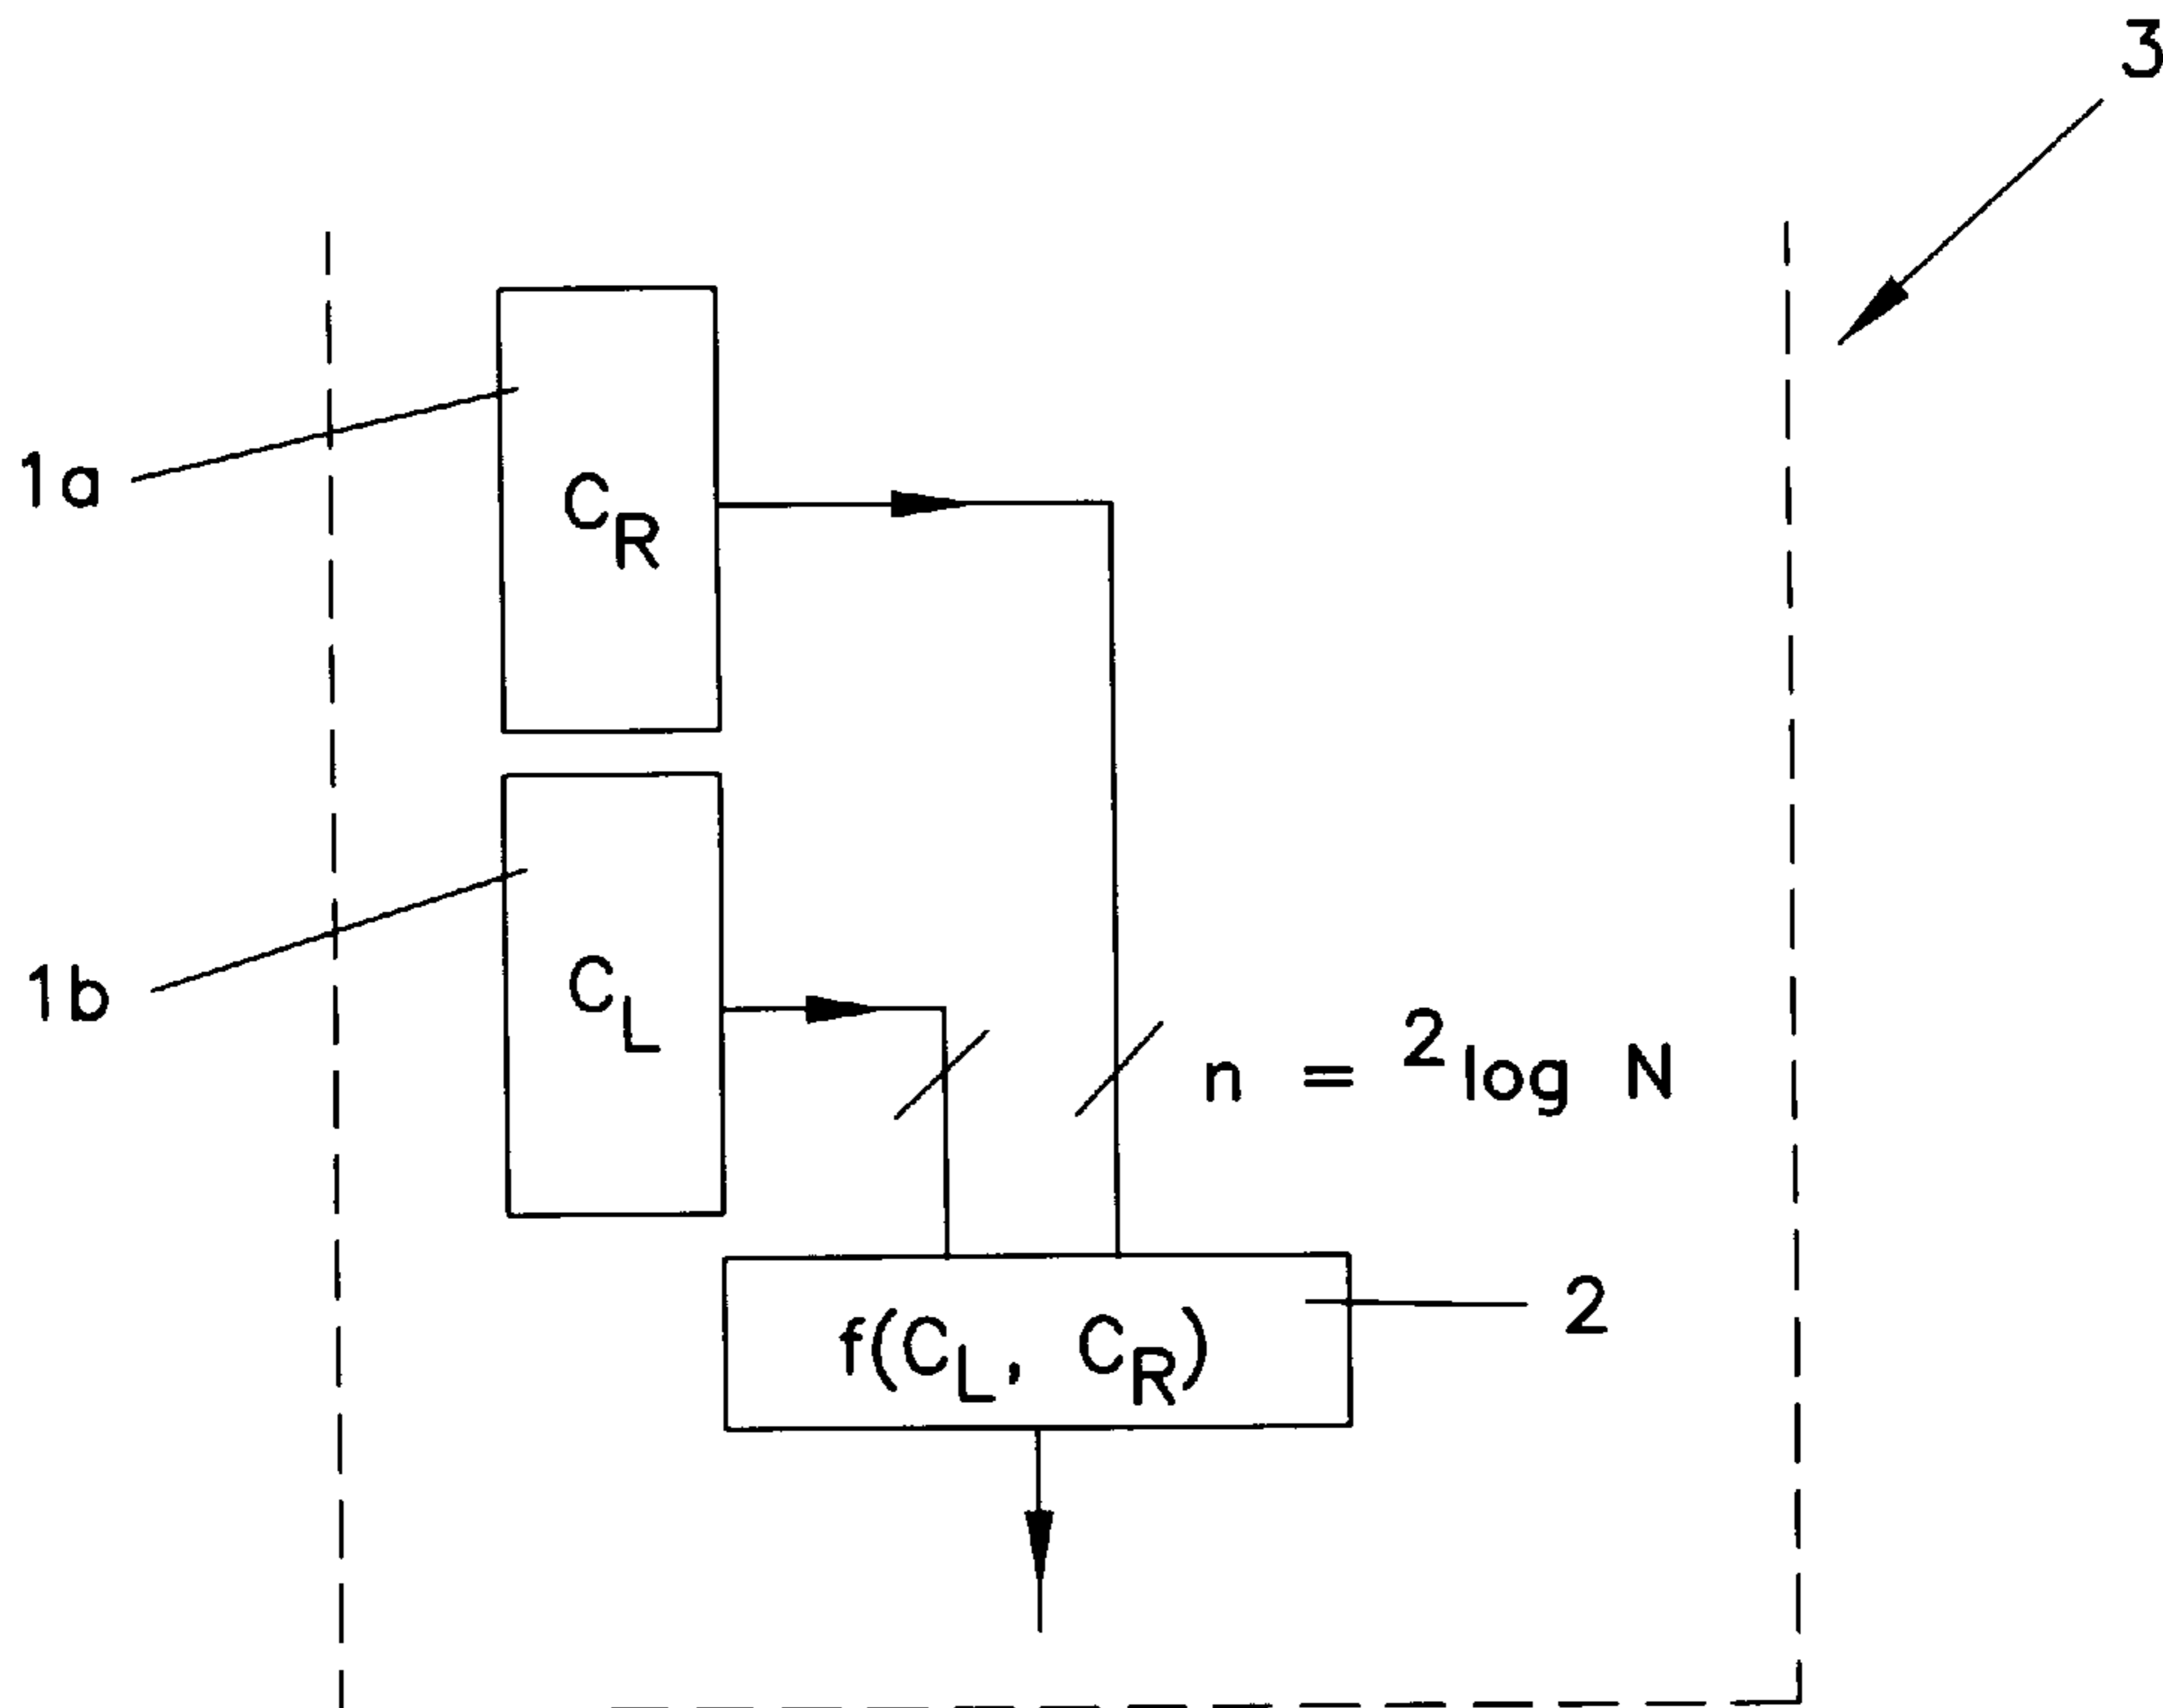 3
1a
C_R
1b
C_L
n = ²log N
f(C_L, C_R)
2